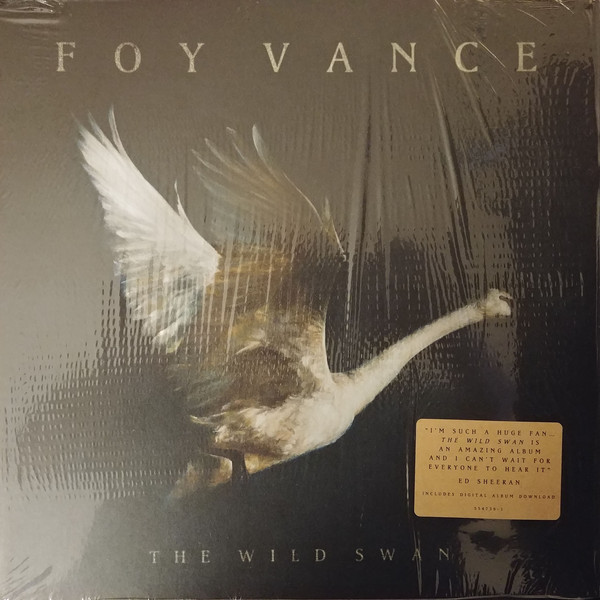 FOY VANCE
"I'M SUCH A HUGE FAN...
THE WILD SWAN IS
AN AMAZING ALBUM
AND I CAN'T WAIT FOR
EVERYONE TO HEAR IT"
ED SHEERAN
INCLUDES DIGITAL ALBUM DOWNLOAD
THE WILD SWAN